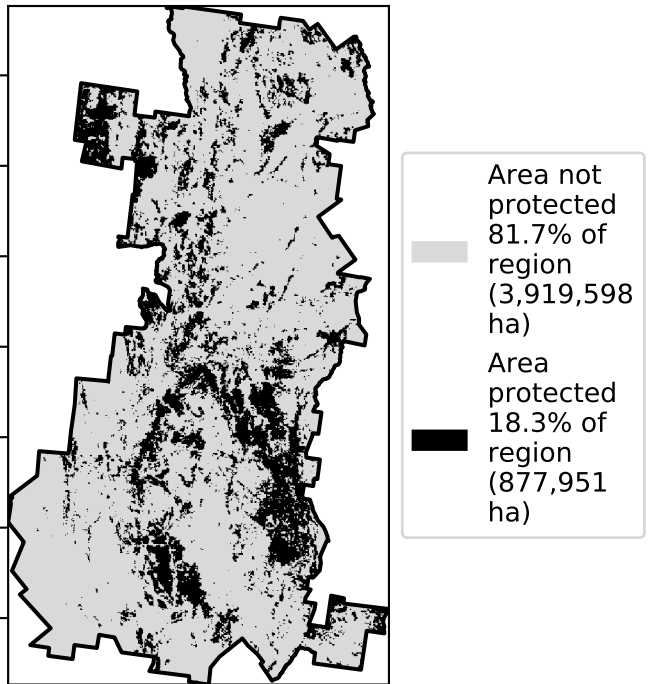 Area not
protected
81.7% of
region
(3,919,598
ha)
Area
protected
18.3% of
region
(877,951
ha)